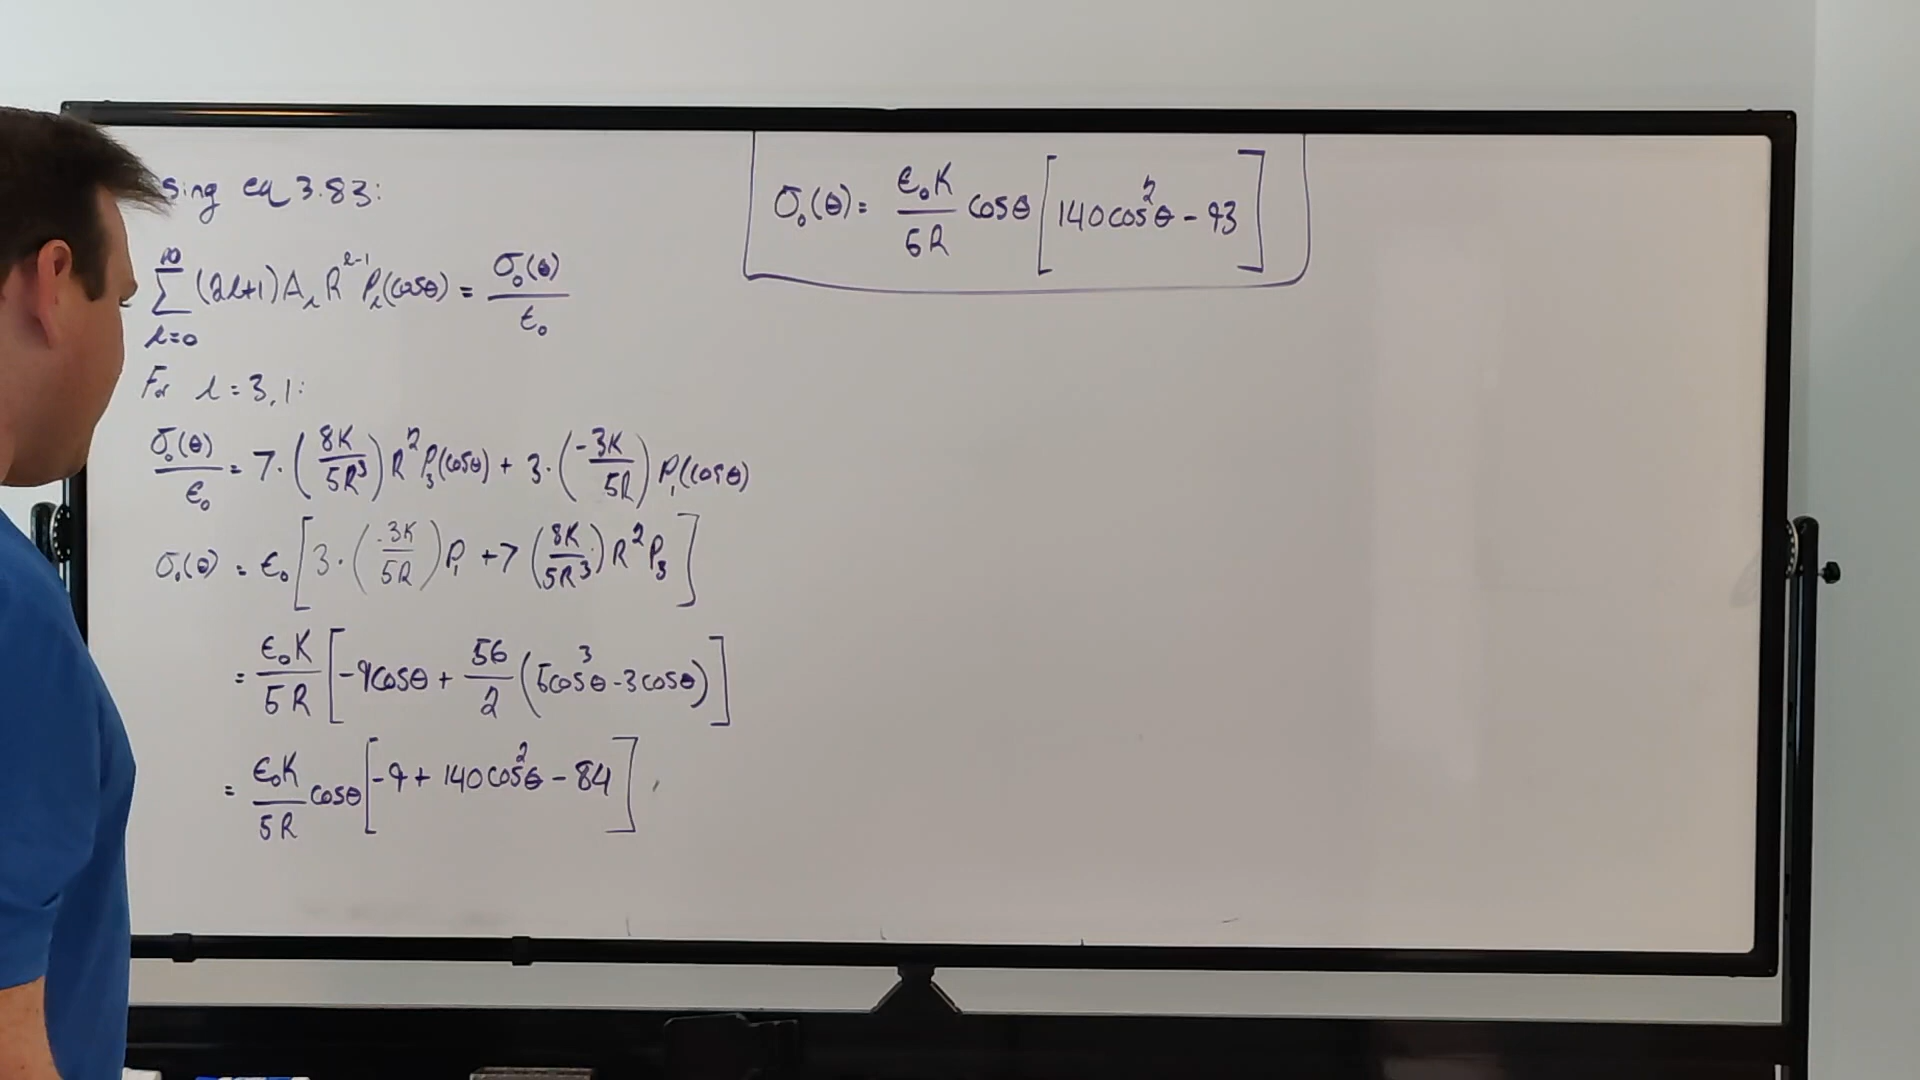 sing eq 3.83:
∑_{l=0}^{∞} (2l+1) A_l R^{l-1} P_l(cosθ) = σ₀(θ)/ε₀
For l = 3, 1:
σ₀(θ)/ε₀ = 7·(8K/5R³) R² P₃(cosθ) + 3·(-3K/5R) P₁(cosθ)
σ₀(θ) = ε₀[3·(-3K/5R)P₁ + 7(8K/5R³)R²P₃]
= ε₀K/5R [-9cosθ + 56/2 (5cos³θ - 3cosθ)]
= ε₀K/5R cosθ[-9 + 140cos²θ - 84]
σ₀(θ) = ε₀K/5R cosθ [140cos²θ - 93]